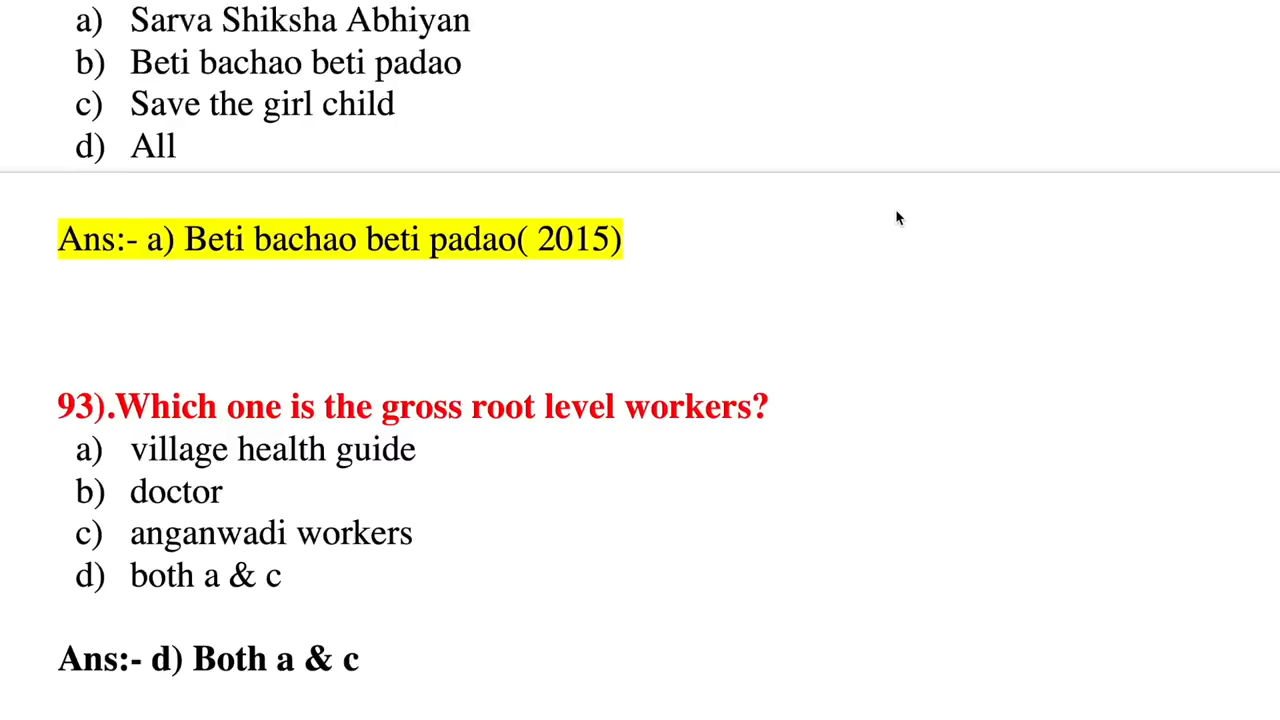 a) Sarva Shiksha Abhiyan
b) Beti bachao beti padao
c) Save the girl child
d) All
Ans:- a) Beti bachao beti padao( 2015)
93).Which one is the gross root level workers?
a) village health guide
b) doctor
c) anganwadi workers
d) both a & c
Ans:- d) Both a & c